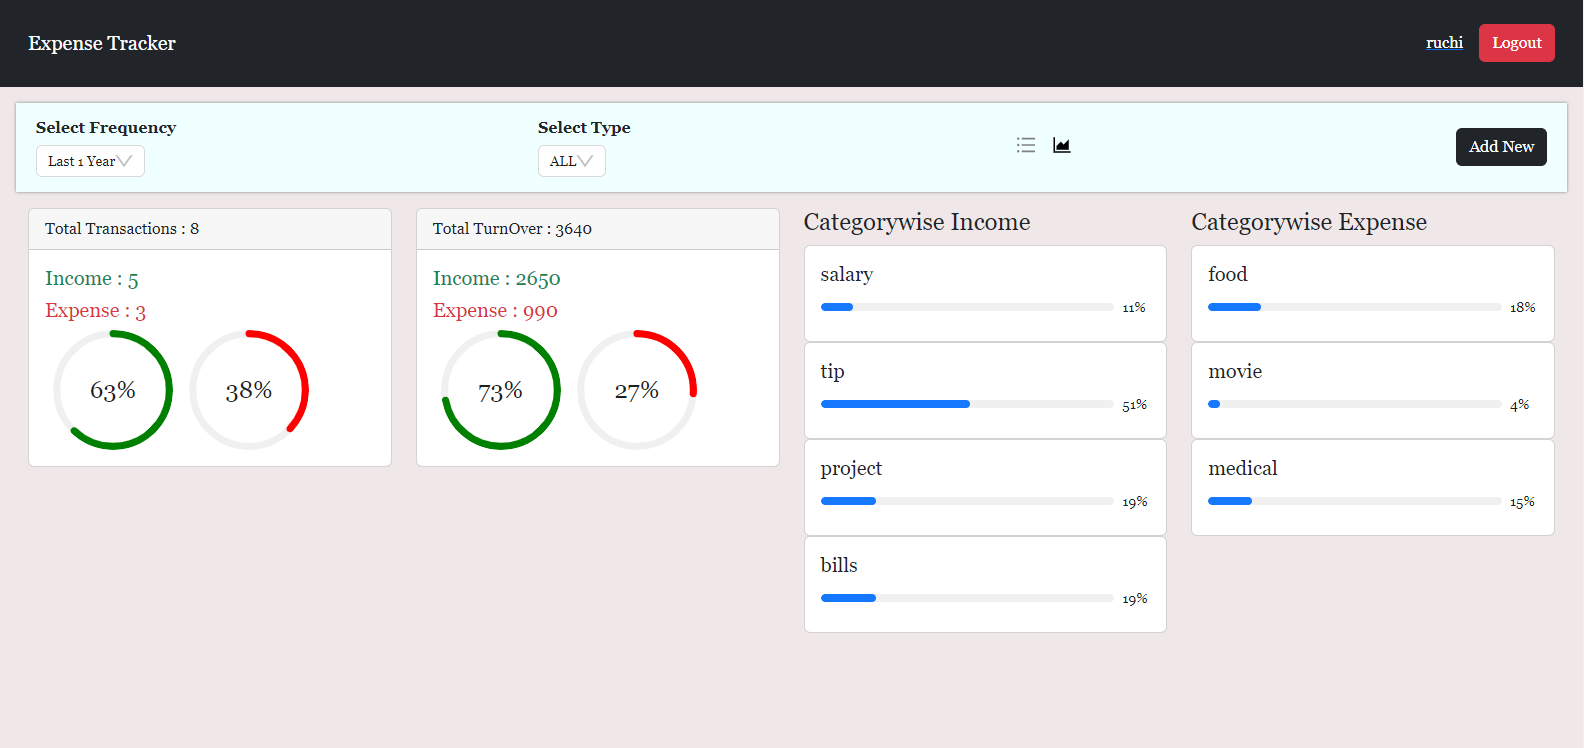 Expense Tracker
ruchi
Logout
Select Frequency
Last 1 Year
Select Type
ALL
Add New
Total Transactions : 8
Income : 5
Expense : 3
63%
38%
Total TurnOver : 3640
Income : 2650
Expense : 990
73%
27%
Categorywise Income
salary
11%
tip
51%
project
19%
bills
19%
Categorywise Expense
food
18%
movie
4%
medical
15%